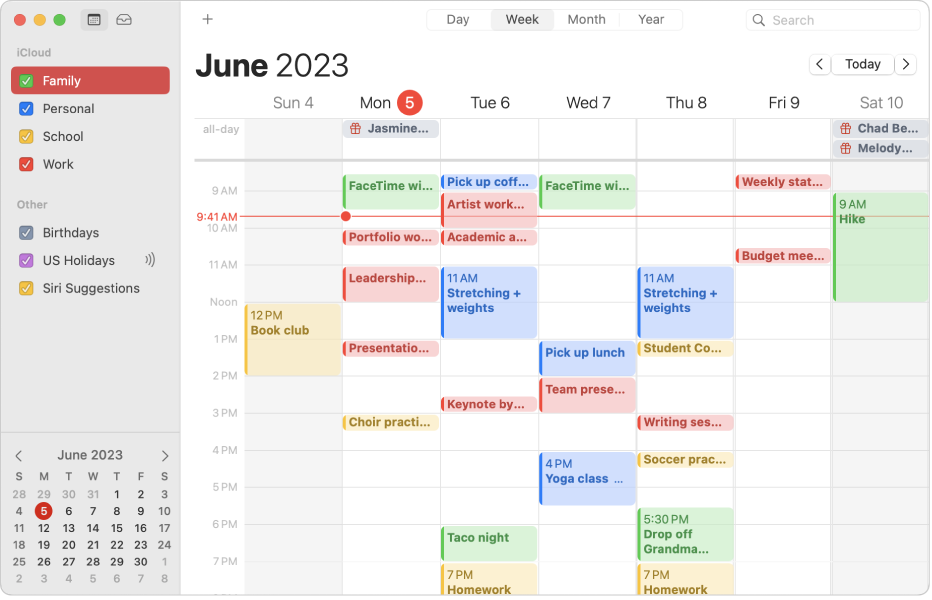 Day Week Month Year
Search
iCloud
Family
Personal
School
Work
Other
Birthdays
US Holidays
Siri Suggestions
June 2023
S M T W T F S
28 29 30 31 1 2 3
4 5 6 7 8 9 10
11 12 13 14 15 16 17
18 19 20 21 22 23 24
25 26 27 28 29 30 1
2 3 4 5 6 7 8
June 2023
Today
Sun 4 Mon 5 Tue 6 Wed 7 Thu 8 Fri 9 Sat 10
all-day
Jasmine...
Chad Be...
Melody...
9 AM
9:41 AM
10 AM
11 AM
Noon
1 PM
2 PM
3 PM
4 PM
5 PM
6 PM
7 PM
12 PM
Book club
FaceTime wi...
Portfolio wo...
Leadership...
Presentatio...
Choir practi...
Pick up coff...
Artist work...
Academic a...
11 AM
Stretching +
weights
Keynote by...
Taco night
7 PM
Homework
FaceTime wi...
Pick up lunch
Team prese...
4 PM
Yoga class ...
11 AM
Stretching +
weights
Student Co...
Writing ses...
Soccer prac...
5:30 PM
Drop off
Grandma...
7 PM
Homework
Weekly stat...
Budget mee...
9 AM
Hike